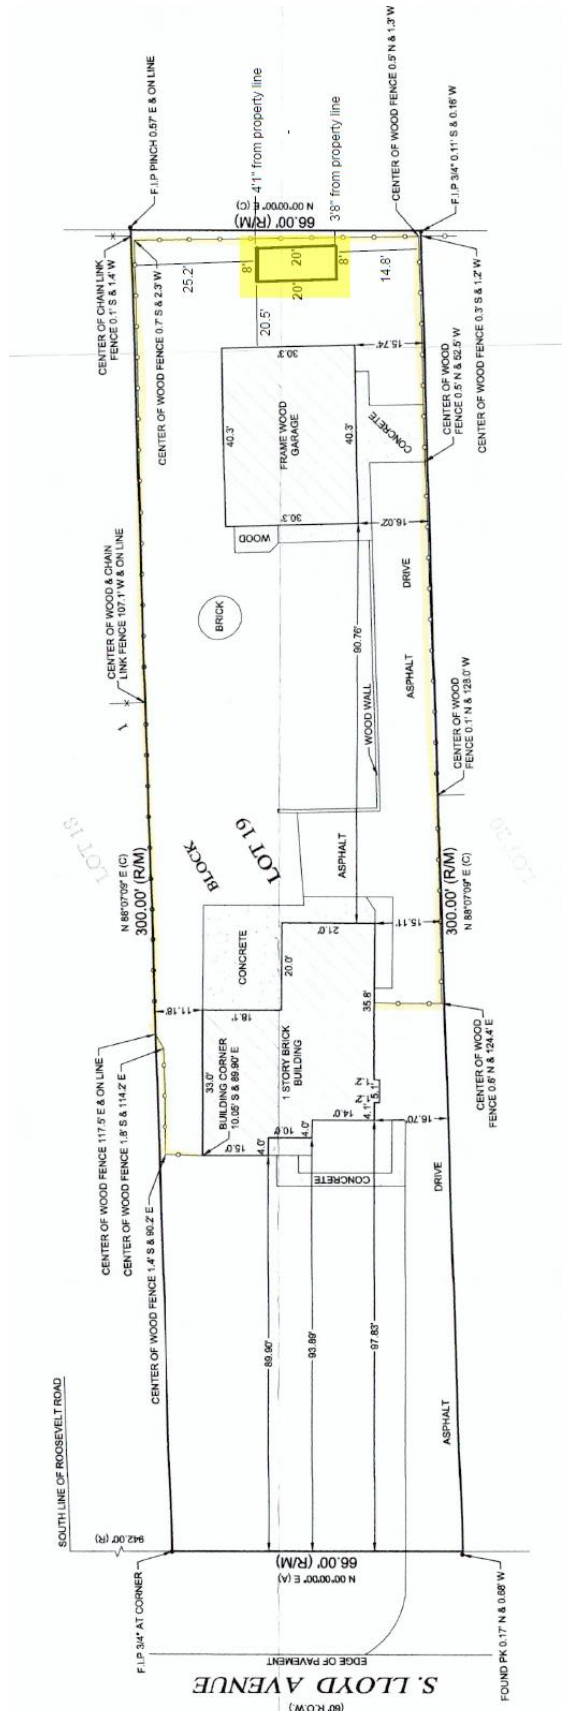 F.I.P PINCH 0.57' E & ON LINE
4'1" from property line
3'8" from property line
CENTER OF WOOD FENCE 0.5' N & 1.3' W
F.I.P 3/4" 0.11' S & 0.16' W
N 00°00'00" E (C)
66.00' (R/M)
CENTER OF CHAIN LINK
FENCE 0.1' S & 1.4' W
CENTER OF WOOD FENCE 0.7' S & 2.3' W
25.2'
8'
20'
20'
8'
14.8'
20.5'
CENTER OF WOOD FENCE 0.3' S & 1.2' W
CENTER OF WOOD
FENCE 0.5' N & 52.5' W
30.3'
15.74'
40.3'
FRAME WOOD
GARAGE
40.3'
CONCRETE
30.3'
16.02'
WOOD
CENTER OF WOOD & CHAIN
LINK FENCE 107.1' W & ON LINE
BRICK
DRIVE
90.76'
ASPHALT
WOOD WALL
CENTER OF WOOD
FENCE 0.1' N & 128.0' W
LOT 18
LOT 19
BLOCK
LOT 20
N 88°07'09" E (C)
300.00' (R/M)
ASPHALT
300.00' (R/M)
N 88°07'09" E (C)
CONCRETE
21.0'
15.11'
20.0'
11.18'
18.1'
35.8'
33.0'
1 STORY BRICK
BUILDING
BUILDING CORNER
10.05' S & 89.90' E
CENTER OF WOOD
FENCE 0.6' N & 124.4' E
CENTER OF WOOD FENCE 117.5' E & ON LINE
CENTER OF WOOD FENCE 1.8' S & 114.2' E
CENTER OF WOOD FENCE 1.4' S & 90.2' E
1.2'
5.1'
1.2'
4.1'
14.0'
4.0'
10.0'
4.0'
15.0'
16.70'
CONCRETE
DRIVE
89.90'
93.89'
97.83'
ASPHALT
SOUTH LINE OF ROOSEVELT ROAD
942.00' (R)
F.I.P 3/4" AT CORNER
66.00' (R/M)
N 00°00'00" E (A)
FOUND PK 0.17' N & 0.68' W
EDGE OF PAVEMENT
S. LLOYD AVENUE
(60' R.O.W.)